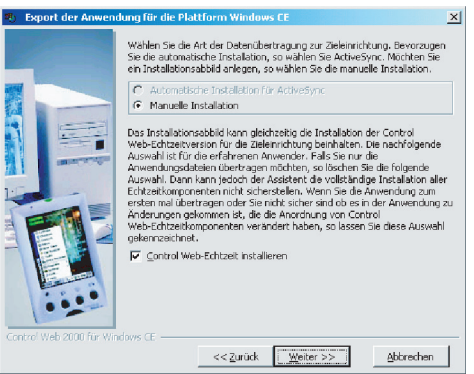 Export der Anwendung für die Plattform Windows CE
Wählen Sie die Art der Datenübertragung zur Zieleinrichtung. Bevorzugen
Sie die automatische Installation, so wählen Sie ActiveSync. Möchten Sie
ein Installationsabbild anlegen, so wählen Sie die manuelle Installation.
Automatische Installation für ActiveSync
Manuelle Installation
Das Installationsabbild kann gleichzeitig die Installation der Control
Web-Echtzeitversion für die Zieleinrichtung beinhalten. Die nachfolgende
Auswahl ist für die erfahrenen Anwender. Falls Sie nur die
Anwendungsdateien übertragen möchten, so löschen Sie die folgende
Auswahl. Dann kann jedoch der Assistent die vollständige Installation aller
Echtzeitkomponenten nicht sicherstellen. Wenn Sie die Anwendung zum
ersten mal übertragen oder Sie nicht sicher sind ob es in der Anwendung zu
Änderungen gekommen ist, die die Anordnung von Control
Web-Echtzeitkomponenten verändert haben, so lassen Sie diese Auswahl
gekennzeichnet.
Control Web-Echtzeit installieren
Control Web 2000 für Windows CE
<< Zurück Weiter >> Abbrechen